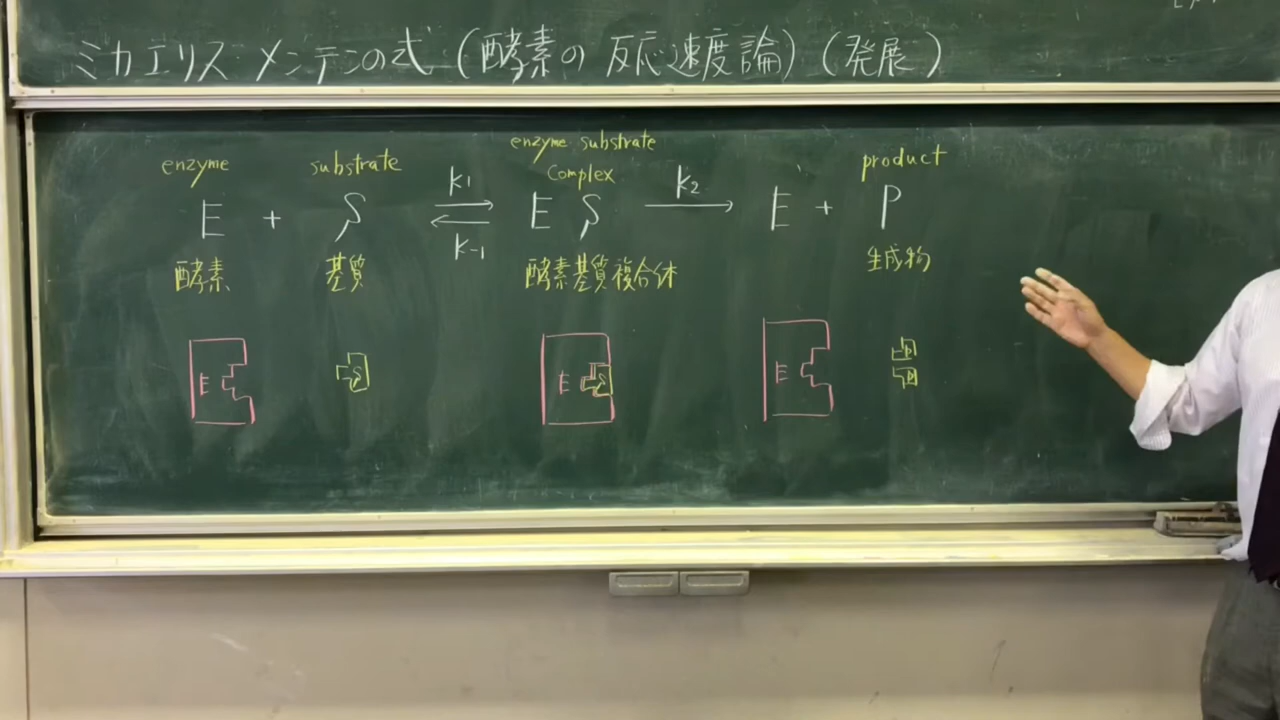 ミカエリス・メンテンの式(酵素の反応速度論)(発展)
enzyme substrate enzyme substrate complex product
E + S k1 k-1 E S k2 E + P
酵素 基質 酵素基質複合体 生成物
E S E S E P
P